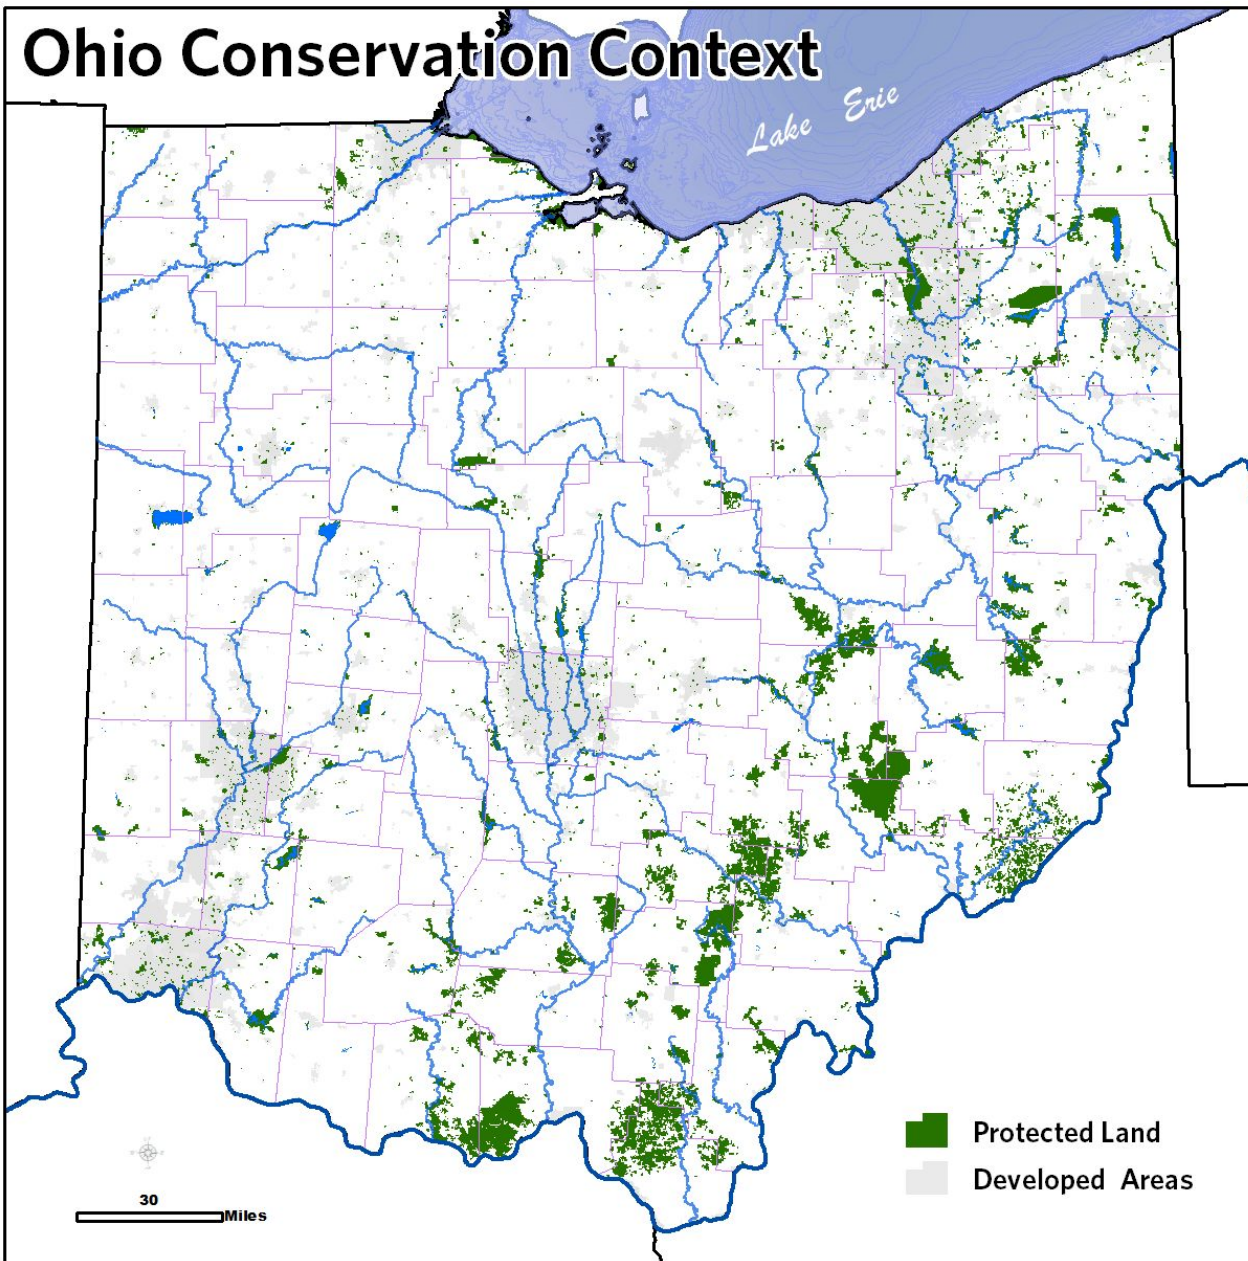 Ohio Conservation Context
Lake Erie
Protected Land
Developed Areas
30
Miles